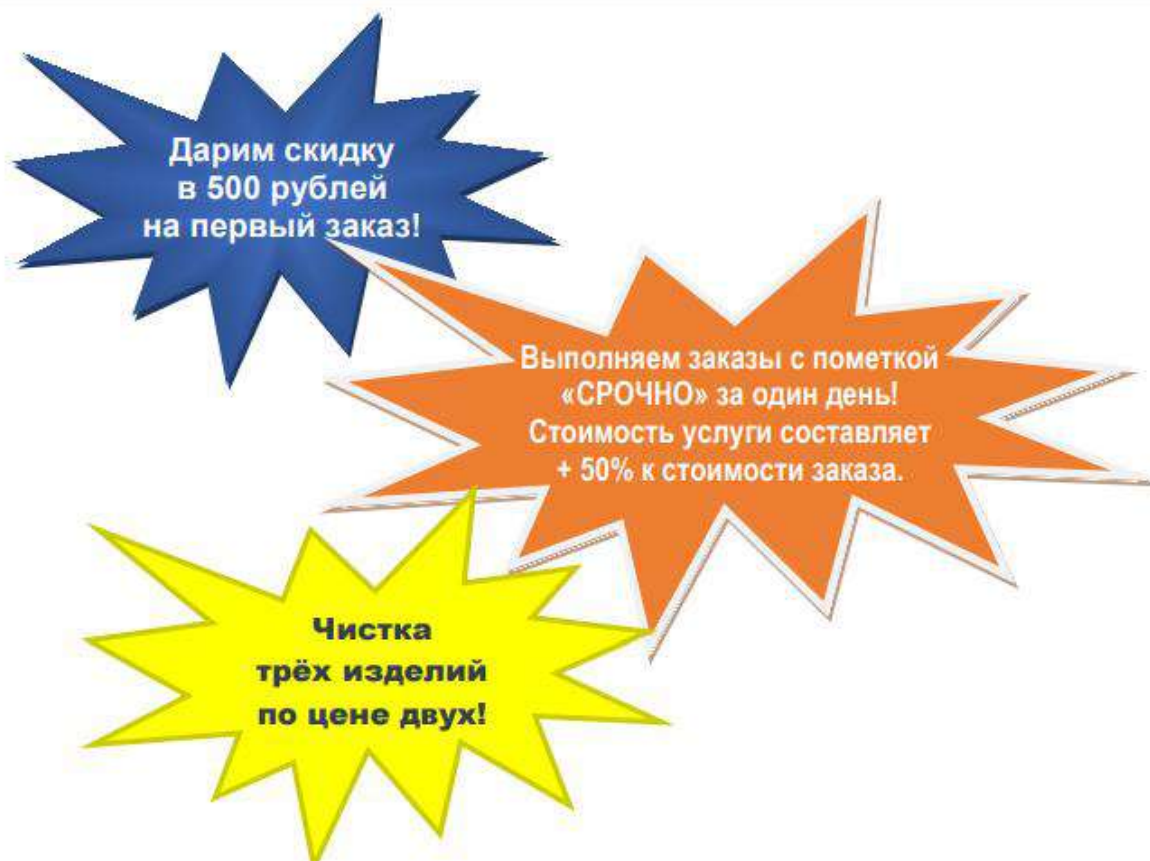 Дарим скидку
в 500 рублей
на первый заказ!
Выполняем заказы с пометкой
«СРОЧНО» за один день!
Стоимость услуги составляет
+ 50% к стоимости заказа.
Чистка
трёх изделий
по цене двух!